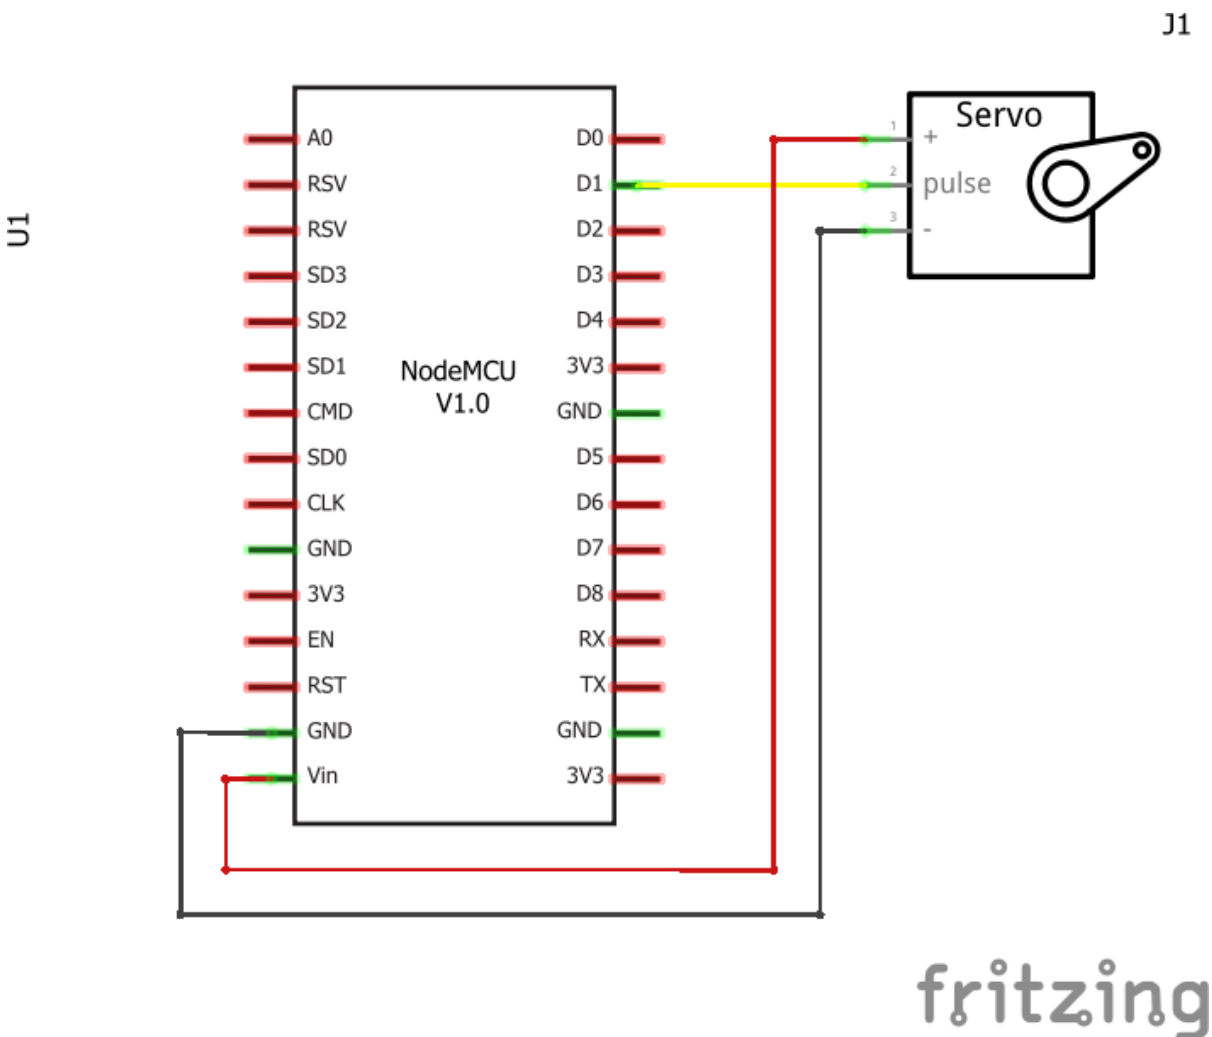 J1
U1
A0
RSV
RSV
SD3
SD2
SD1
CMD
SD0
CLK
GND
3V3
EN
RST
GND
Vin
NodeMCU
V1.0
D0
D1
D2
D3
D4
3V3
GND
D5
D6
D7
D8
RX
TX
GND
3V3
Servo
1
+
2
pulse
3
-
fritzing